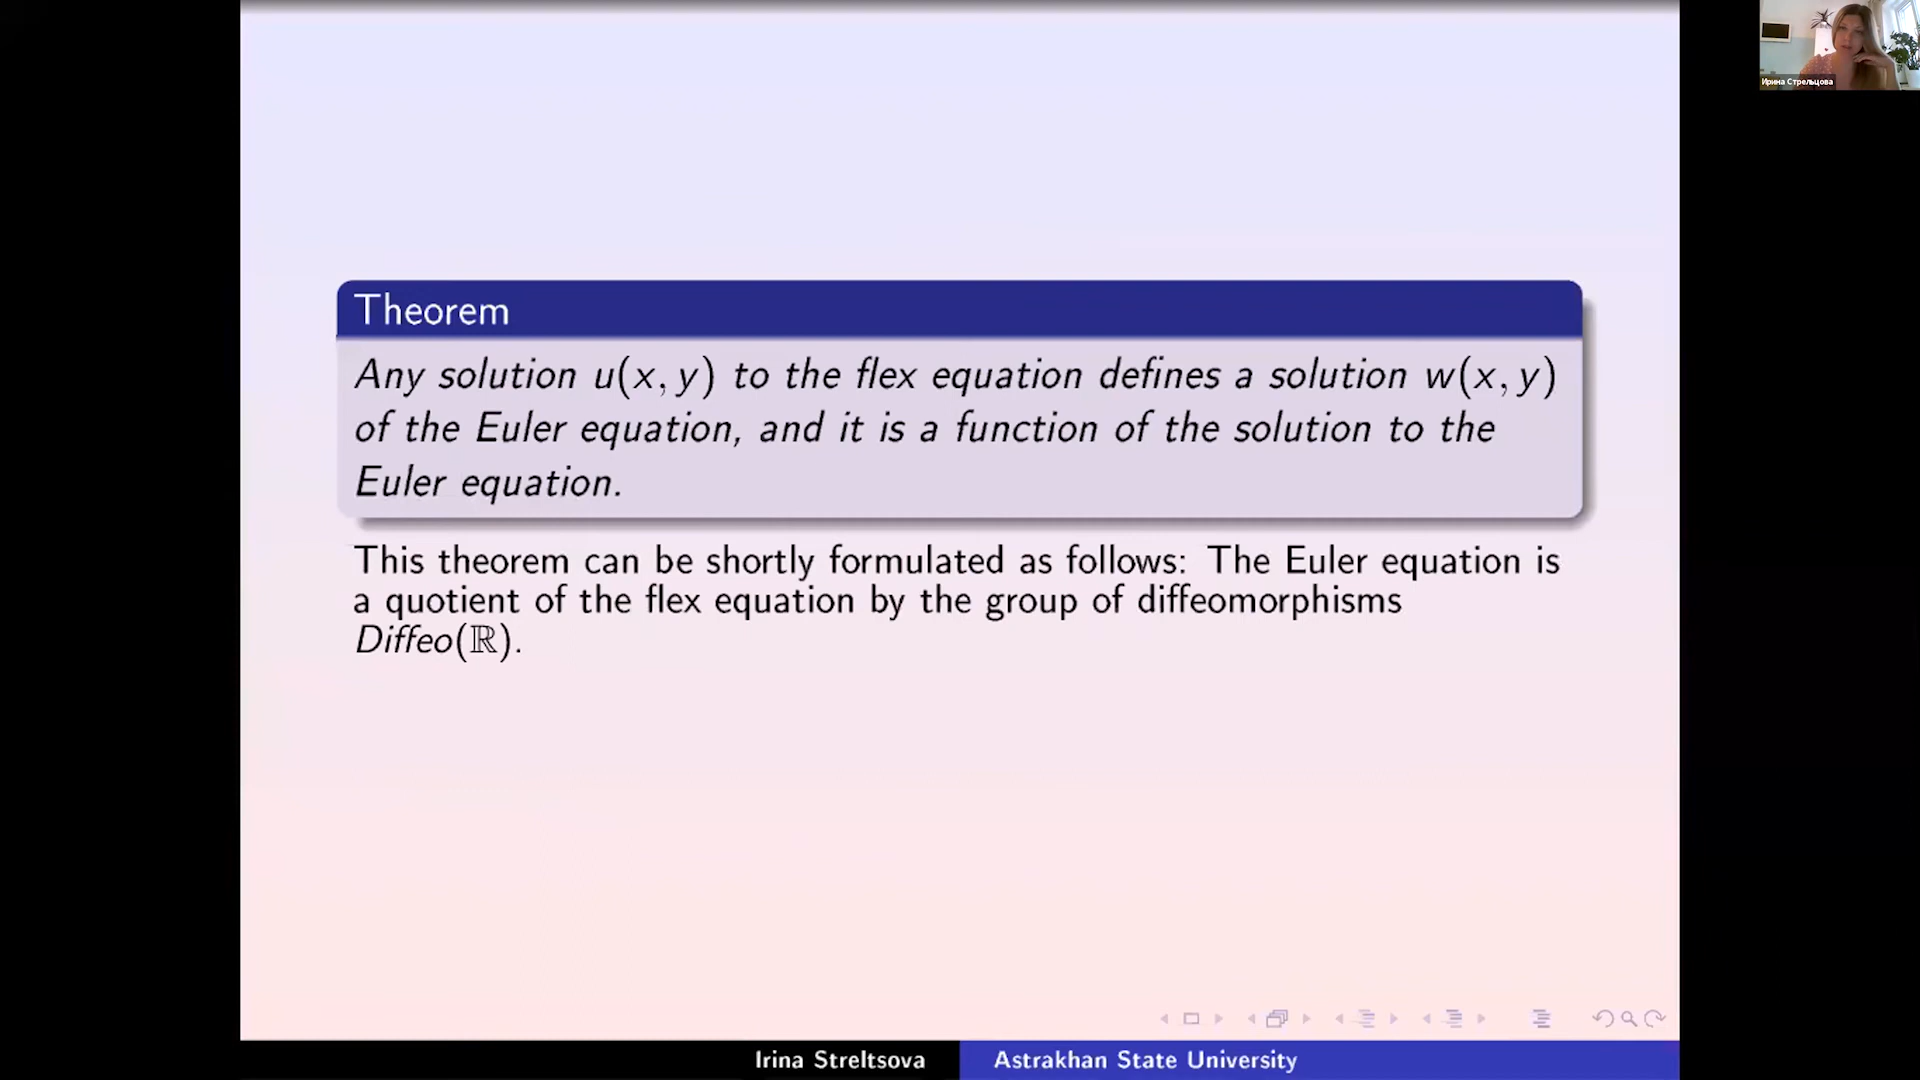 Ирина Стрельцова
Theorem
Any solution u(x, y) to the flex equation defines a solution w(x, y)
of the Euler equation, and it is a function of the solution to the
Euler equation.
This theorem can be shortly formulated as follows: The Euler equation is
a quotient of the flex equation by the group of diffeomorphisms
Diffeo(ℝ).
Irina Streltsova
Astrakhan State University